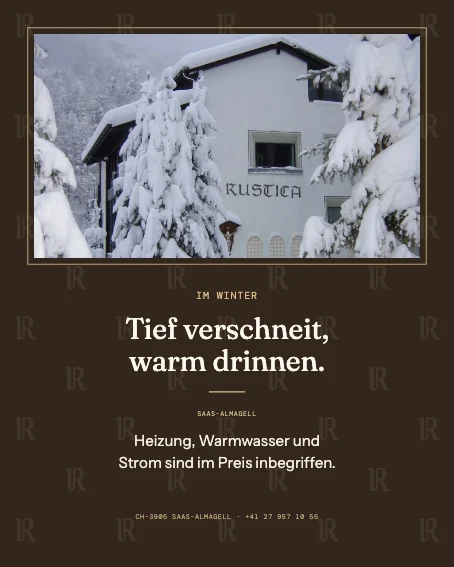 RUSTICA
IM WINTER
Tief verschneit,
warm drinnen.
SAAS-ALMAGELL
Heizung, Warmwasser und
Strom sind im Preis inbegriffen.
CH-3905 SAAS-ALMAGELL · +41 27 957 10 55